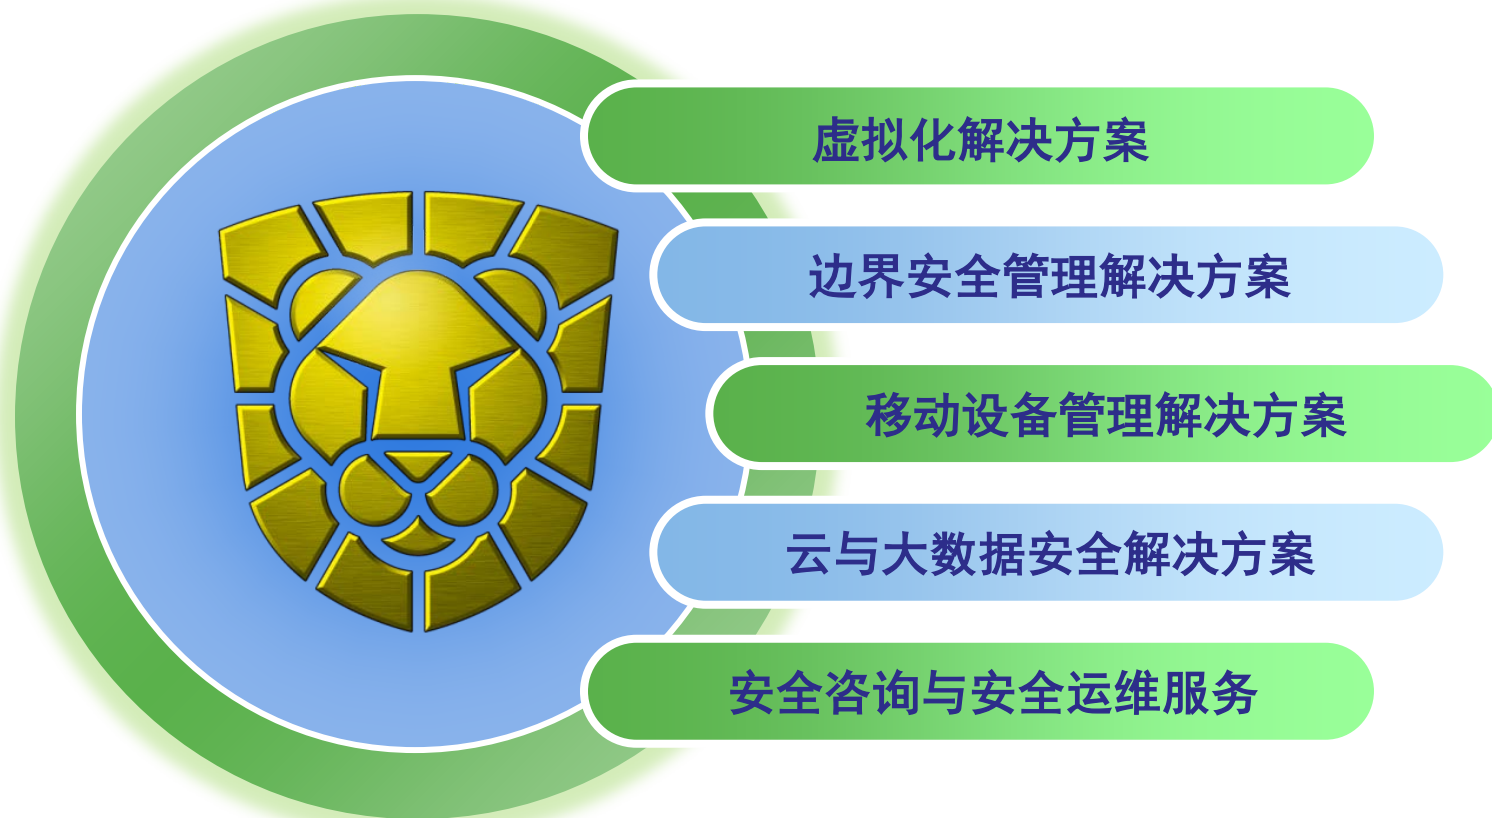 虚拟化解决方案
边界安全管理解决方案
移动设备管理解决方案
云与大数据安全解决方案
安全咨询与安全运维服务